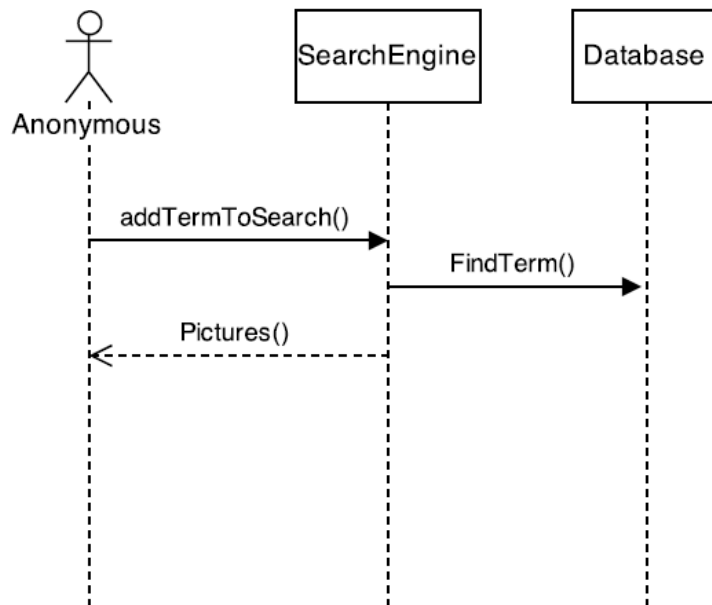 SearchEngine
Database
Anonymous
addTermToSearch()
FindTerm()
Pictures()